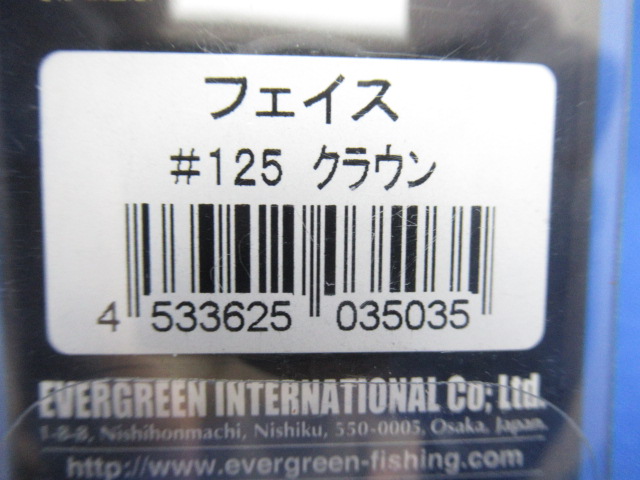 フェイス
#125 クラウン
4 533625 035035
EVERGREEN INTERNATIONAL Co; Ltd.
1-8-8, Nishihonmachi, Nishiku, 550-0005, Osaka, Japan.
http://www.evergreen-fishing.com